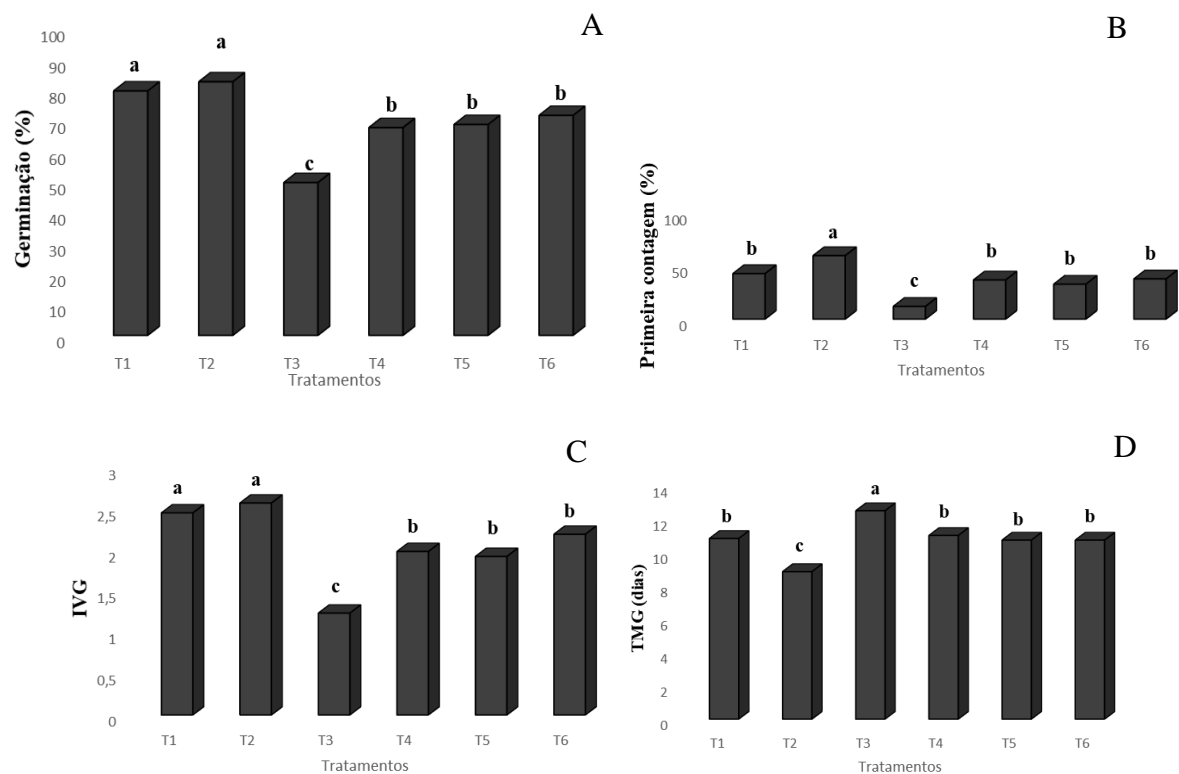 A
Germinação (%)
100
90
80
70
60
50
40
30
20
10
0
a
a
c
b
b
b
T1
T2
T3
T4
T5
T6
Tratamentos
B
Primeira contagem (%)
100
50
0
b
a
c
b
b
b
T1
T2
T3
T4
T5
T6
Tratamentos
C
IVG
3
2,5
2
1,5
1
0,5
0
a
a
c
b
b
b
T1
T2
T3
T4
T5
T6
Tratamentos
D
TMG (dias)
14
12
10
8
6
4
2
0
b
c
a
b
b
b
T1
T2
T3
T4
T5
T6
Tratamentos